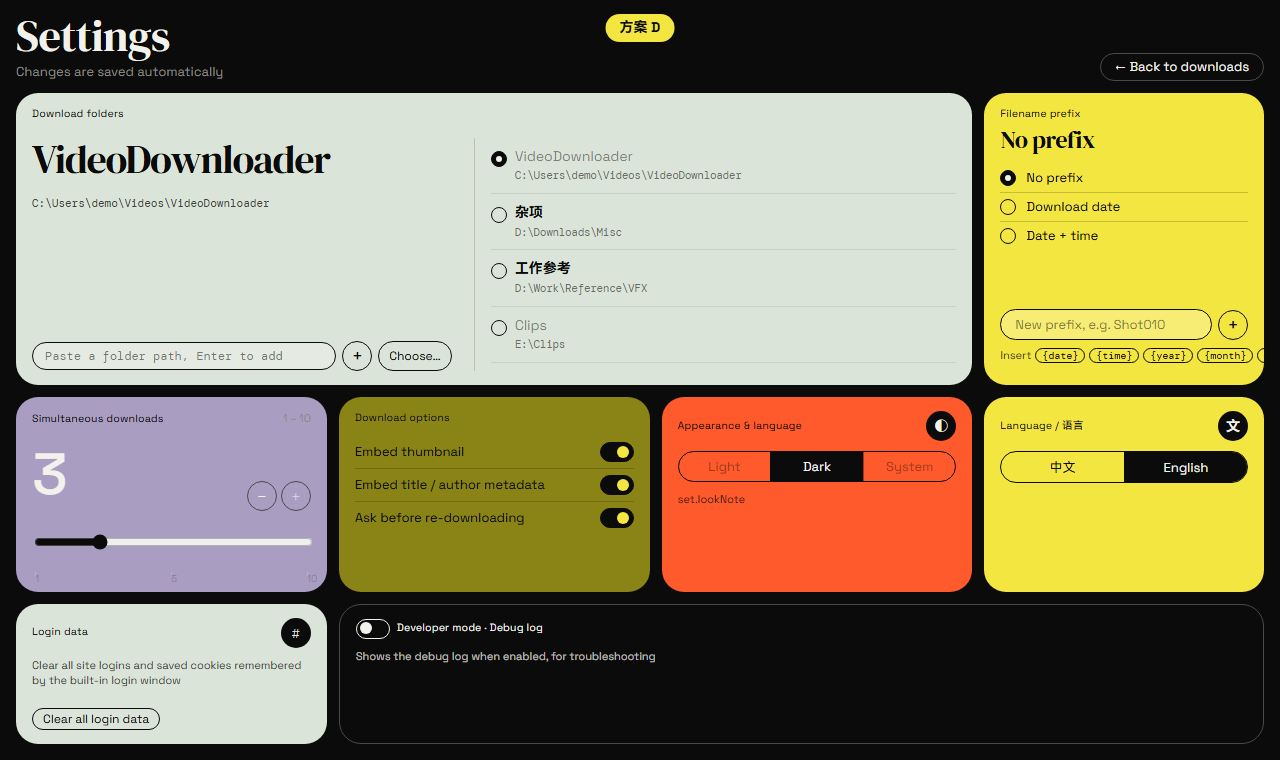 Settings
方案 D
Changes are saved automatically
← Back to downloads
Download folders
VideoDownloader
C:\Users\demo\Videos\VideoDownloader
Paste a folder path, Enter to add
+
Choose…
VideoDownloader
C:\Users\demo\Videos\VideoDownloader
杂项
D:\Downloads\Misc
工作参考
D:\Work\Reference\VFX
Clips
E:\Clips
Filename prefix
No prefix
No prefix
Download date
Date + time
New prefix, e.g. Shot010
+
Insert {date} {time} {year} {month}
Simultaneous downloads
1 – 10
3
− +
1 5 10
Download options
Embed thumbnail
Embed title / author metadata
Ask before re-downloading
Appearance & language
Light Dark System
set.lookNote
Language / 语言
文
中文 English
Login data
#
Clear all site logins and saved cookies remembered
by the built-in login window
Clear all login data
Developer mode · Debug log
Shows the debug log when enabled, for troubleshooting